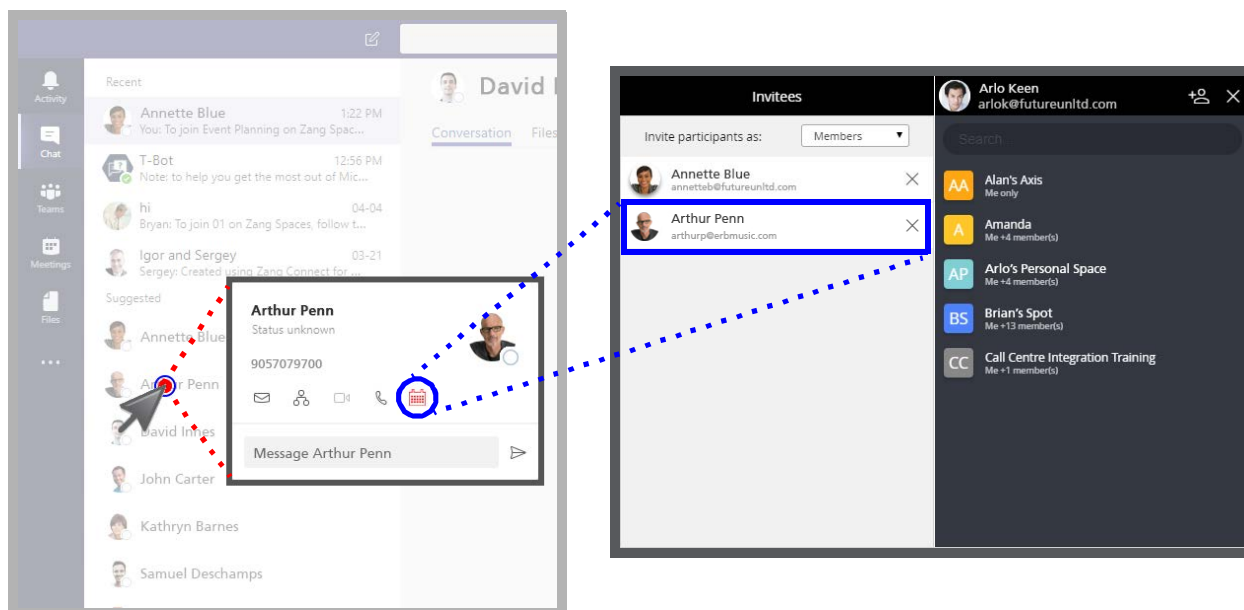 Activity
Chat
Teams
Meetings
Files
Recent
Annette Blue 1:22 PM
You: To join Event Planning on Zang Spac...
T-Bot 12:56 PM
Note: to help you get the most out of Mic...
hi 04-04
Bryan: To join 01 on Zang Spaces, follow t...
Igor and Sergey 03-21
Sergey: Created using Zang Connect for ...
Suggested
Annette Blue
Arthur Penn
David Innes
John Carter
Kathryn Barnes
Samuel Deschamps
David
Conversation Files
Arthur Penn
Status unknown
9057079700
Message Arthur Penn
Invitees
Invite participants as: Members
Annette Blue
annetteb@futureunltd.com
Arthur Penn
arthurp@erbmusic.com
Arlo Keen
arlok@futureunltd.com
Search...
AA Alan's Axis
Me only
A Amanda
Me +4 member(s)
AP Arlo's Personal Space
Me +4 member(s)
BS Brian's Spot
Me +13 member(s)
CC Call Centre Integration Training
Me +1 member(s)